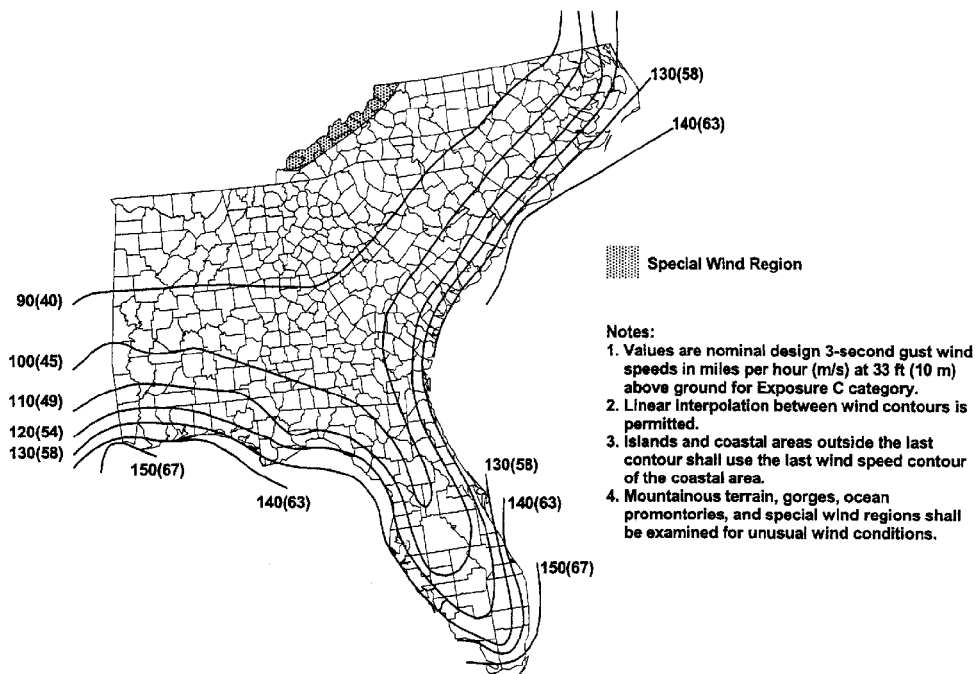 130(58)
140(63)
Special Wind Region
90(40)
Notes:
1. Values are nominal design 3-second gust wind
speeds in miles per hour (m/s) at 33 ft (10 m)
above ground for Exposure C category.
2. Linear interpolation between wind contours is
permitted.
3. Islands and coastal areas outside the last
contour shall use the last wind speed contour
of the coastal area.
4. Mountainous terrain, gorges, ocean
promontories, and special wind regions shall
be examined for unusual wind conditions.
100(45)
110(49)
120(54)
130(58)
150(67)
140(63)
130(58)
140(63)
150(67)